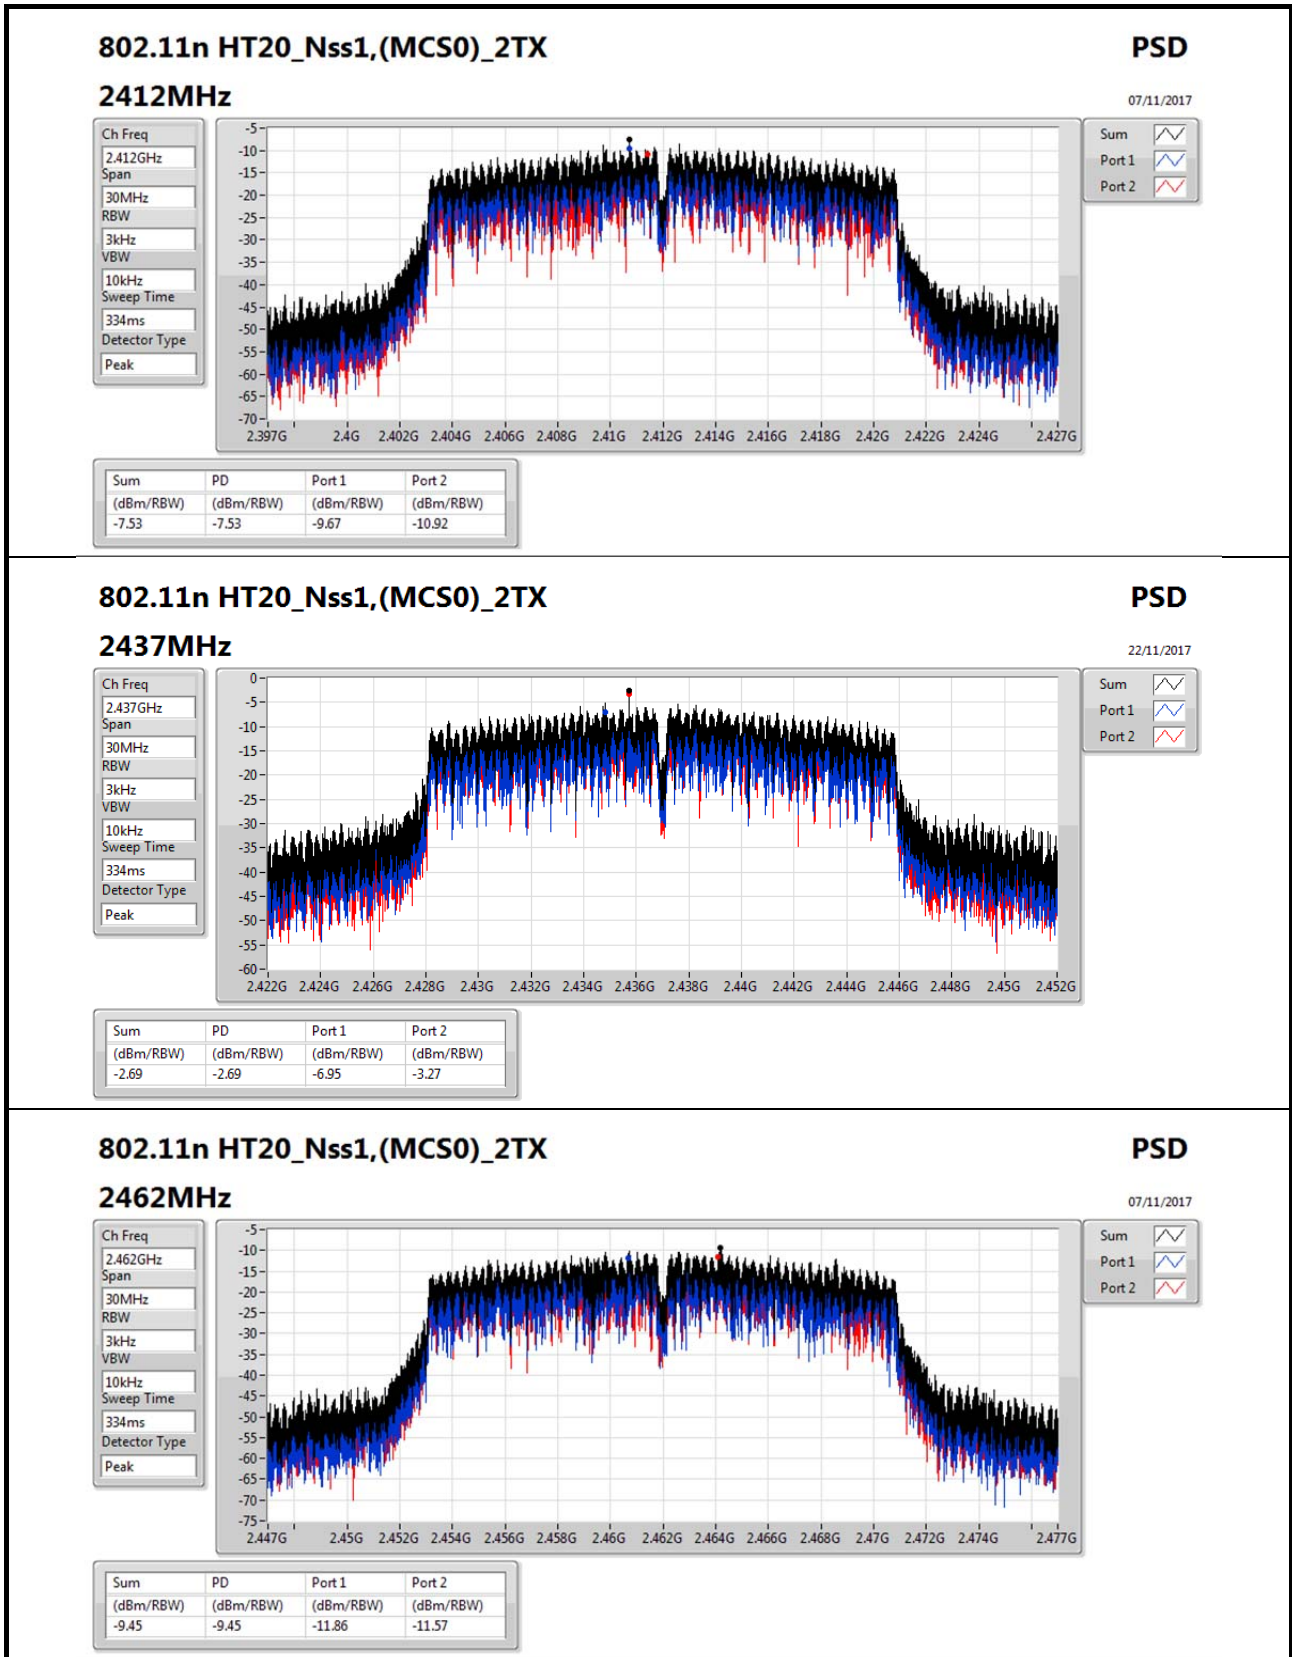 802.11n HT20_Nss1,(MCS0)_2TX PSD
2412MHz 07/11/2017
Ch Freq
2.412GHz
Span
30MHz
RBW
3kHz
VBW
10kHz
Sweep Time
334ms
Detector Type
Peak
-5
-10
-15
-20
-25
-30
-35
-40
-45
-50
-55
-60
-65
-70
2.397G 2.4G 2.402G 2.404G 2.406G 2.408G 2.41G 2.412G 2.414G 2.416G 2.418G 2.42G 2.422G 2.424G 2.427G
Sum
Port 1
Port 2
Sum PD Port 1 Port 2
(dBm/RBW) (dBm/RBW) (dBm/RBW) (dBm/RBW)
-7.53 -7.53 -9.67 -10.92
802.11n HT20_Nss1,(MCS0)_2TX PSD
2437MHz 22/11/2017
Ch Freq
2.437GHz
Span
30MHz
RBW
3kHz
VBW
10kHz
Sweep Time
334ms
Detector Type
Peak
0
-5
-10
-15
-20
-25
-30
-35
-40
-45
-50
-55
-60
2.422G 2.424G 2.426G 2.428G 2.43G 2.432G 2.434G 2.436G 2.438G 2.44G 2.442G 2.444G 2.446G 2.448G 2.45G 2.452G
Sum
Port 1
Port 2
Sum PD Port 1 Port 2
(dBm/RBW) (dBm/RBW) (dBm/RBW) (dBm/RBW)
-2.69 -2.69 -6.95 -3.27
802.11n HT20_Nss1,(MCS0)_2TX PSD
2462MHz 07/11/2017
Ch Freq
2.462GHz
Span
30MHz
RBW
3kHz
VBW
10kHz
Sweep Time
334ms
Detector Type
Peak
-5
-10
-15
-20
-25
-30
-35
-40
-45
-50
-55
-60
-65
-70
-75
2.447G 2.45G 2.452G 2.454G 2.456G 2.458G 2.46G 2.462G 2.464G 2.466G 2.468G 2.47G 2.472G 2.474G 2.477G
Sum
Port 1
Port 2
Sum PD Port 1 Port 2
(dBm/RBW) (dBm/RBW) (dBm/RBW) (dBm/RBW)
-9.45 -9.45 -11.86 -11.57